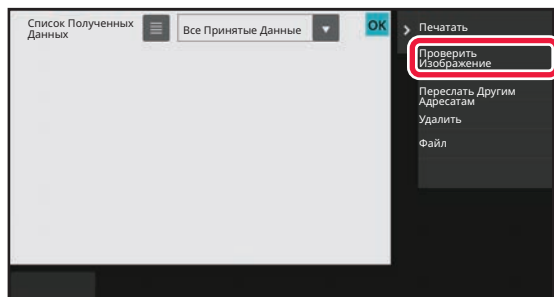 Список Полученных
Данных
Все Принятые Данные
OK
Печатать
Проверить
Изображение
Переслать Другим
Адресатам
Удалить
Файл